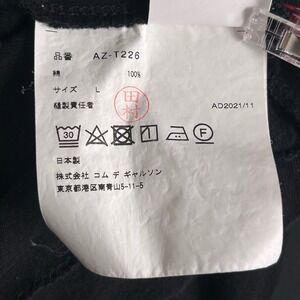 品番 AZ-T226
綿 100%
サイズ L
縫製責任者 田村 AD2021/11
30 F
日本製
株式会社 コム デ ギャルソン
東京都港区南青山5-11-5